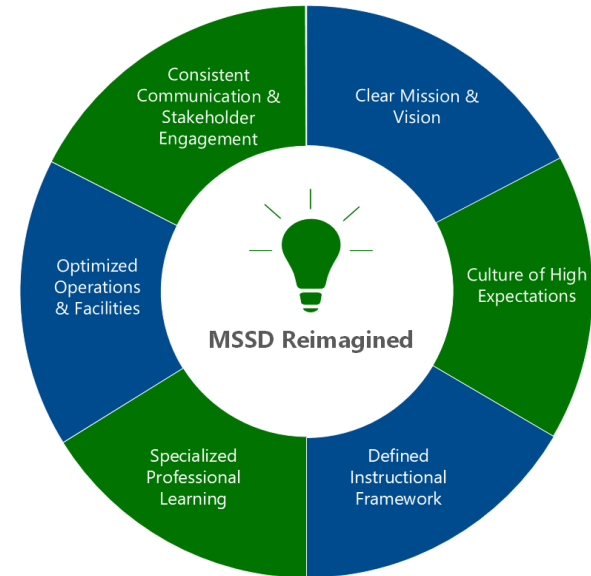 Consistent
Communication &
Stakeholder
Engagement
Clear Mission &
Vision
Optimized
Operations
& Facilities
Culture of High
Expectations
MSSD Reimagined
Specialized
Professional
Learning
Defined
Instructional
Framework